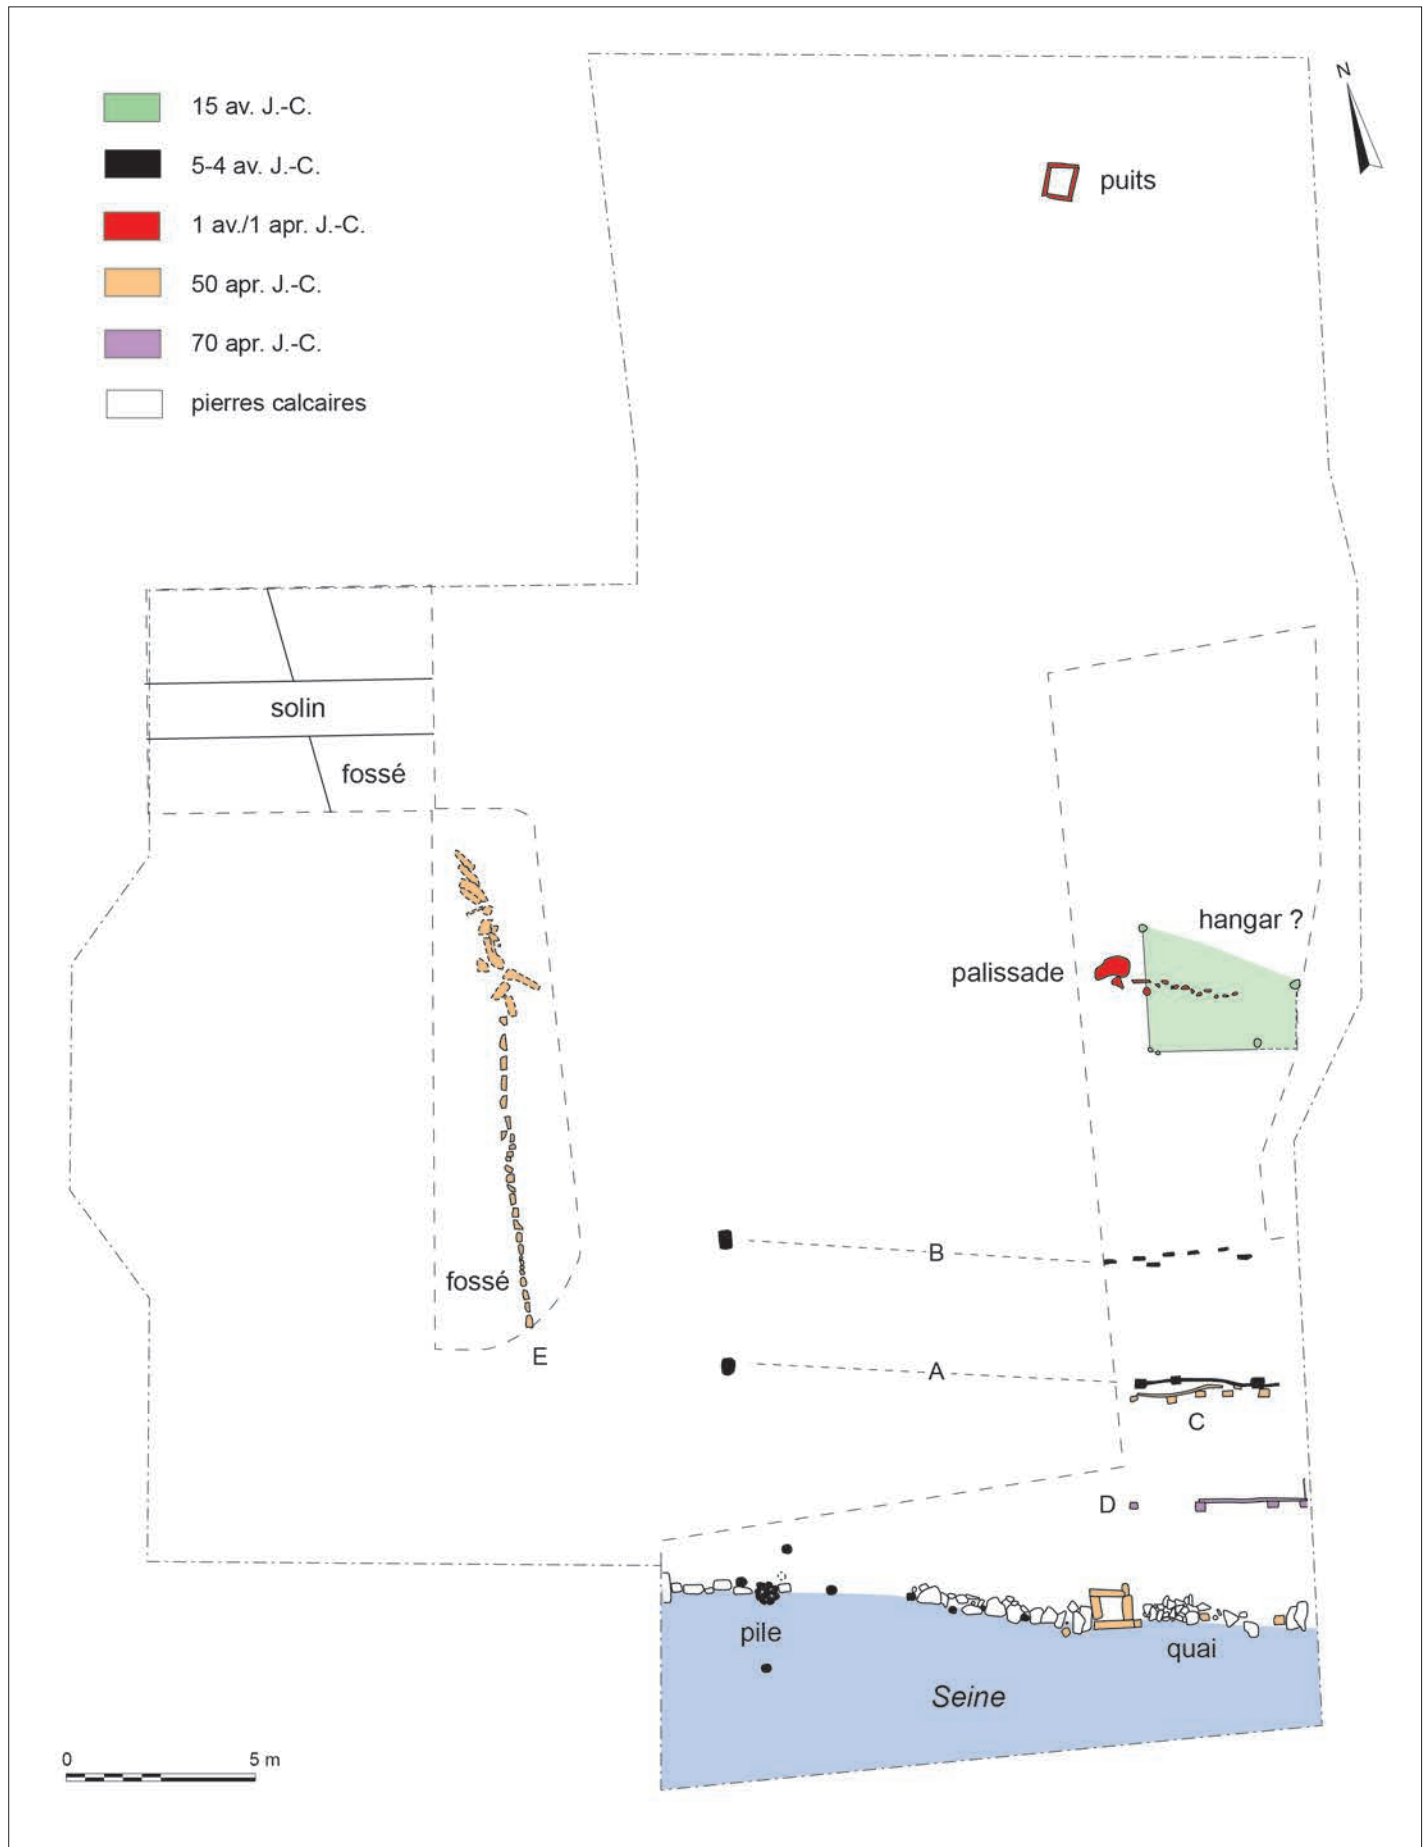 15 av. J.-C.
5-4 av. J.-C.
1 av./1 apr. J.-C.
50 apr. J.-C.
70 apr. J.-C.
pierres calcaires
N
puits
solin
fossé
hangar ?
palissade
B
fossé
E
A
C
D
pile
quai
Seine
0 5 m